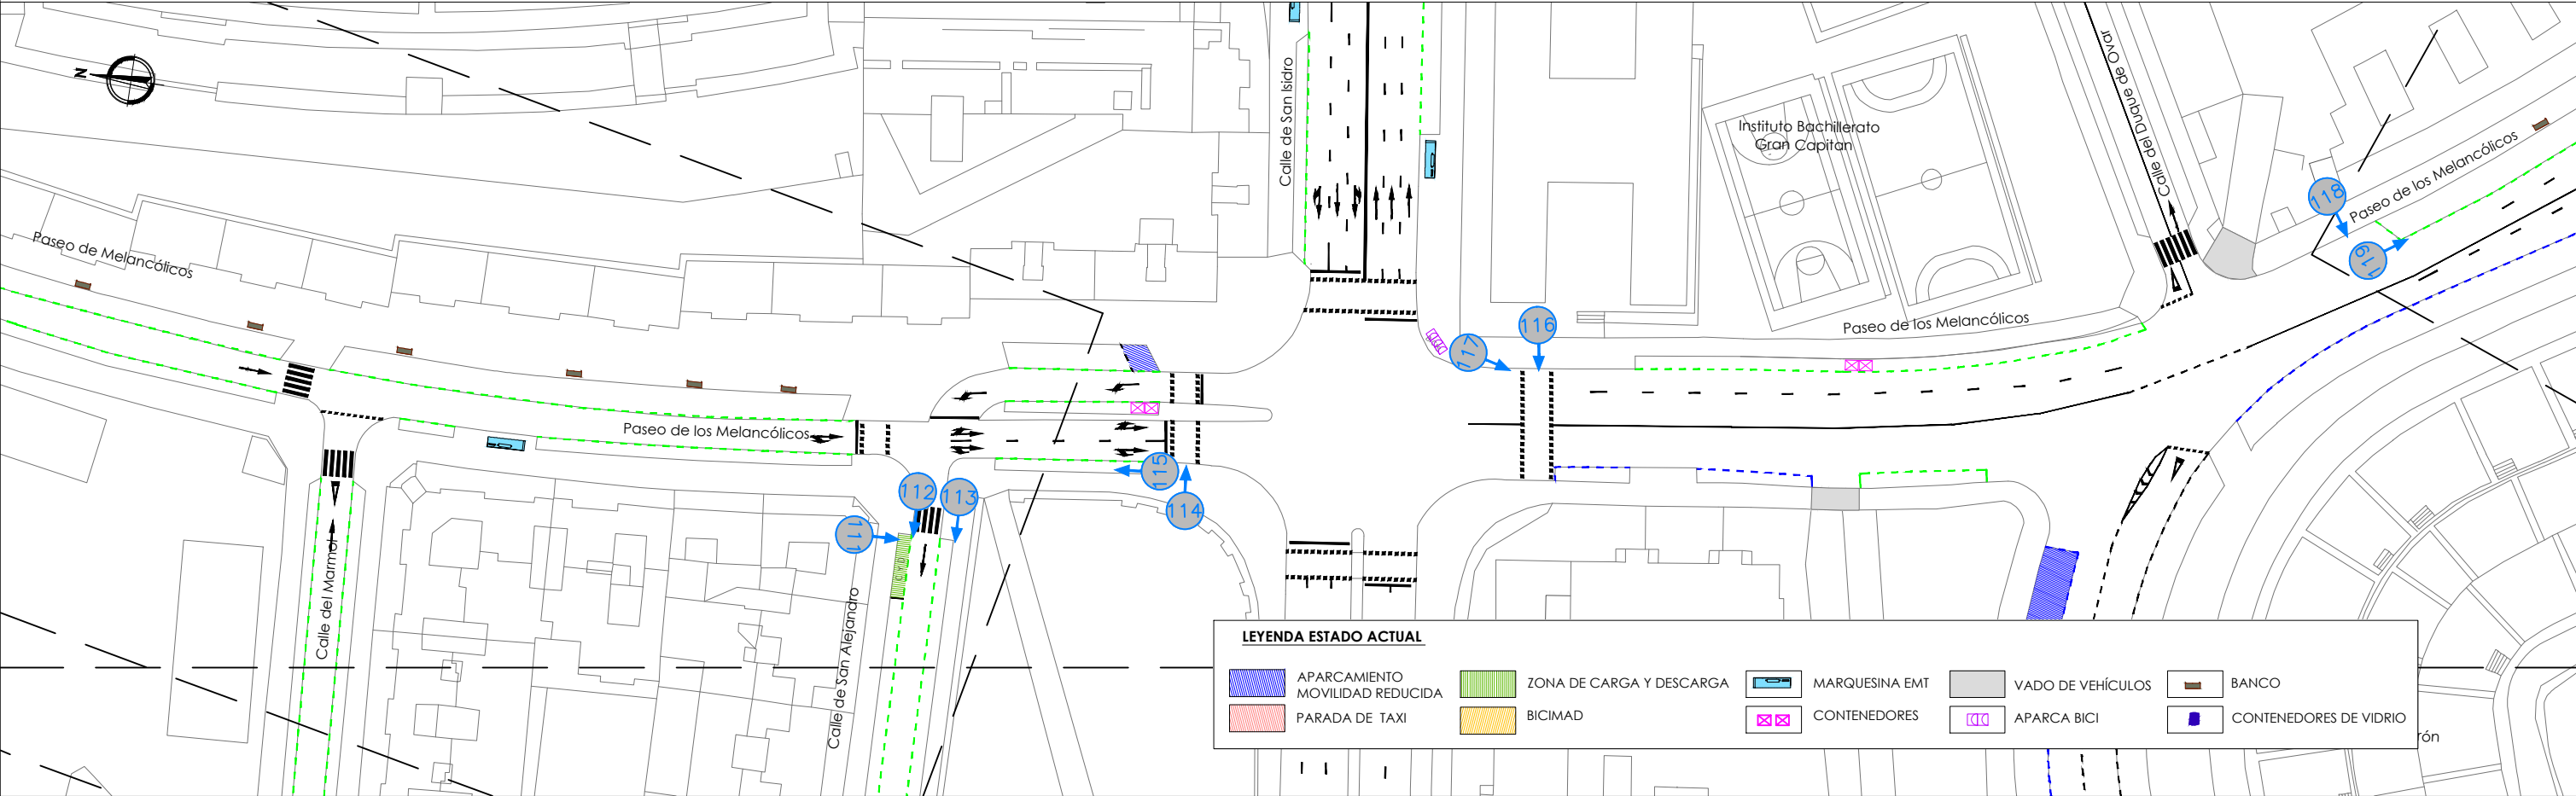 N
Calle de San Isidro
Instituto Bachillerato
Gran Capitan
Calle del Duque de Ovar
Paseo de los Melancólicos
118
119
Paseo de Melancólicos
Paseo de los Melancólicos
116
117
Paseo de los Melancólicos
115
112
113
114
111
Calle del Marmol
Calle de San Alejandro
LEYENDA ESTADO ACTUAL
APARCAMIENTO
MOVILIDAD REDUCIDA
ZONA DE CARGA Y DESCARGA
MARQUESINA EMT
VADO DE VEHÍCULOS
BANCO
PARADA DE TAXI
BICIMAD
CONTENEDORES
APARCA BICI
CONTENEDORES DE VIDRIO
rón